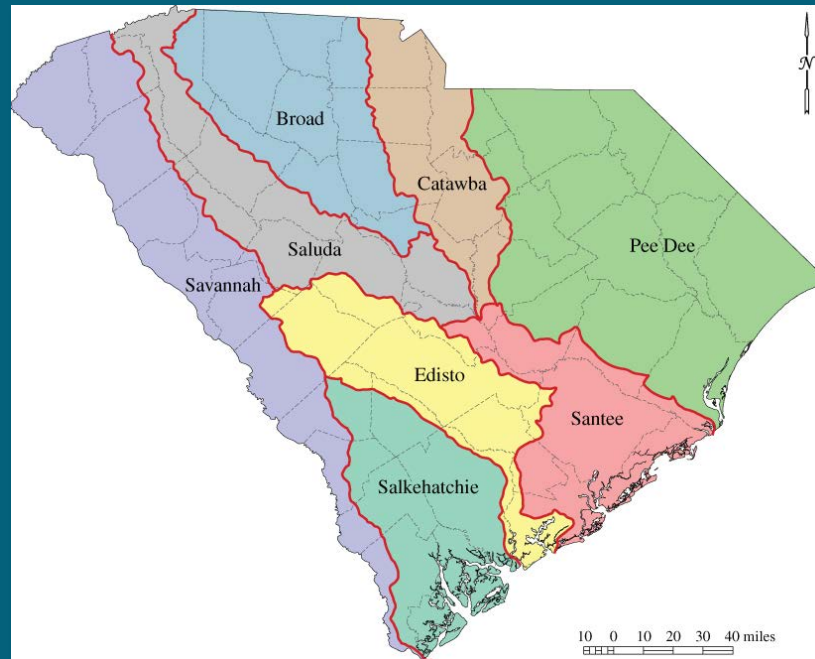 N
Broad
Catawba
Pee Dee
Saluda
Savannah
Edisto
Santee
Salkehatchie
10 0 10 20 30 40 miles